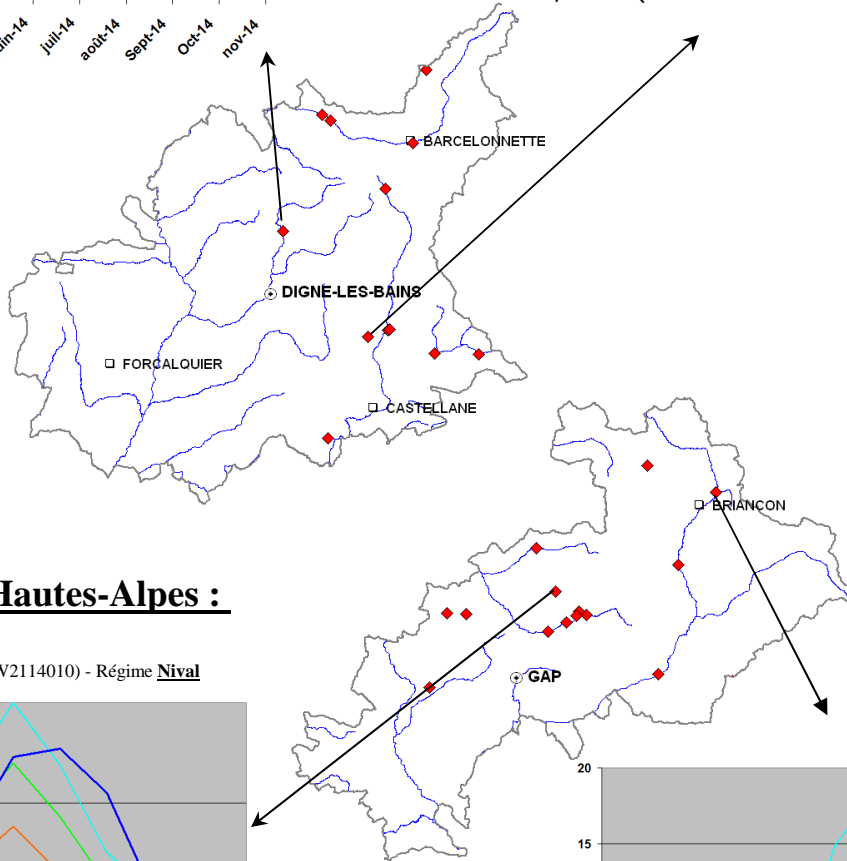 juil-14
août-14
Sept-14
Oct-14
nov-14
BARCELONNETTE
DIGNE-LES-BAINS
FORCALQUIER
CASTELLANE
BRIANCON
Hautes-Alpes :
V2114010) - Régime Nival
GAP
20
15